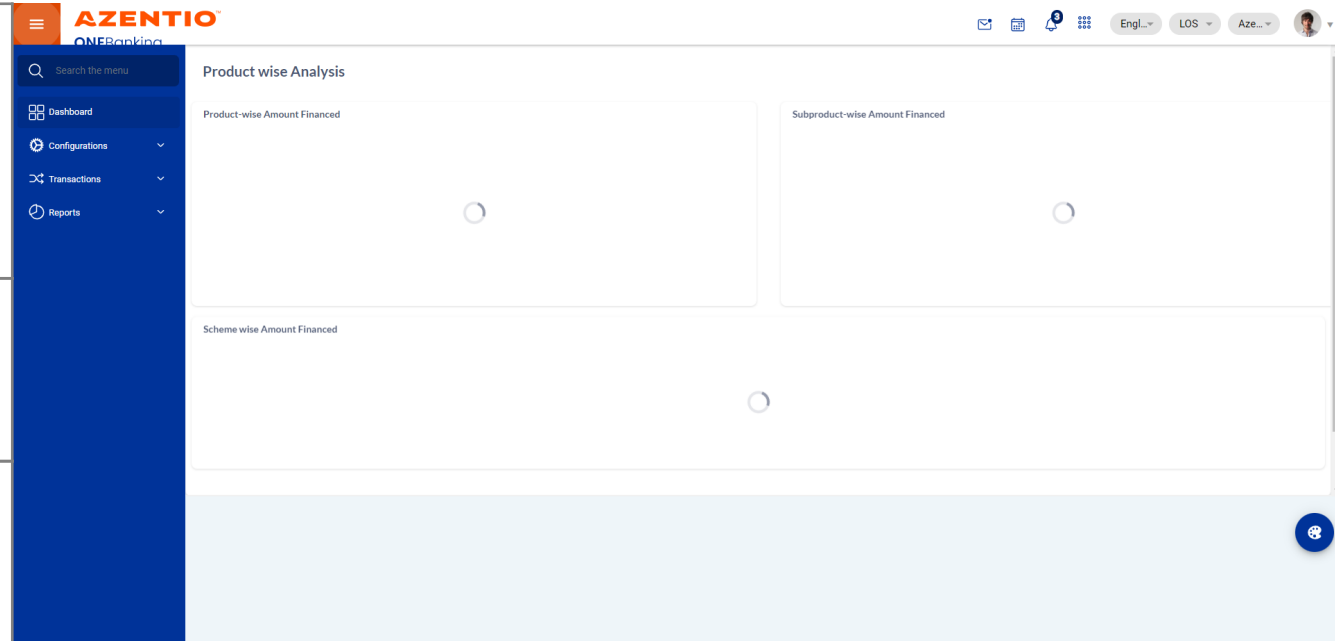 AZENTIO™
ONEBanking
3
Engl...
LOS
Aze...
Search the menu
Dashboard
Configurations
Transactions
Reports
Product wise Analysis
Product-wise Amount Financed
Subproduct-wise Amount Financed
Scheme wise Amount Financed